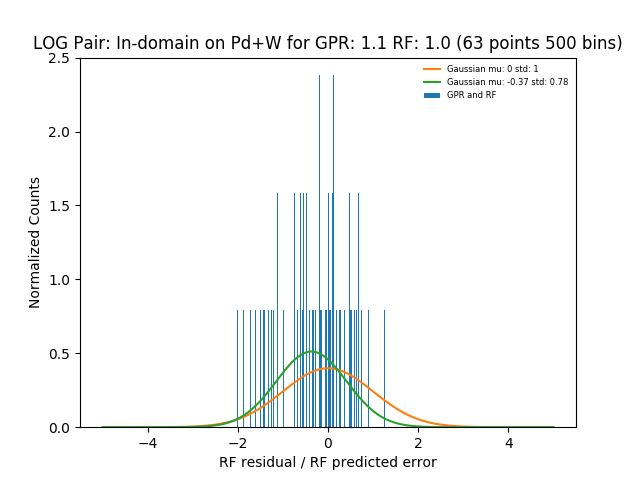 LOG Pair: In-domain on Pd+W for GPR: 1.1 RF: 1.0 (63 points 500 bins)
Gaussian mu: 0 std: 1
Gaussian mu: -0.37 std: 0.78
GPR and RF
Normalized Counts
2.5
2.0
1.5
1.0
0.5
0.0
−4 −2 0 2 4
RF residual / RF predicted error